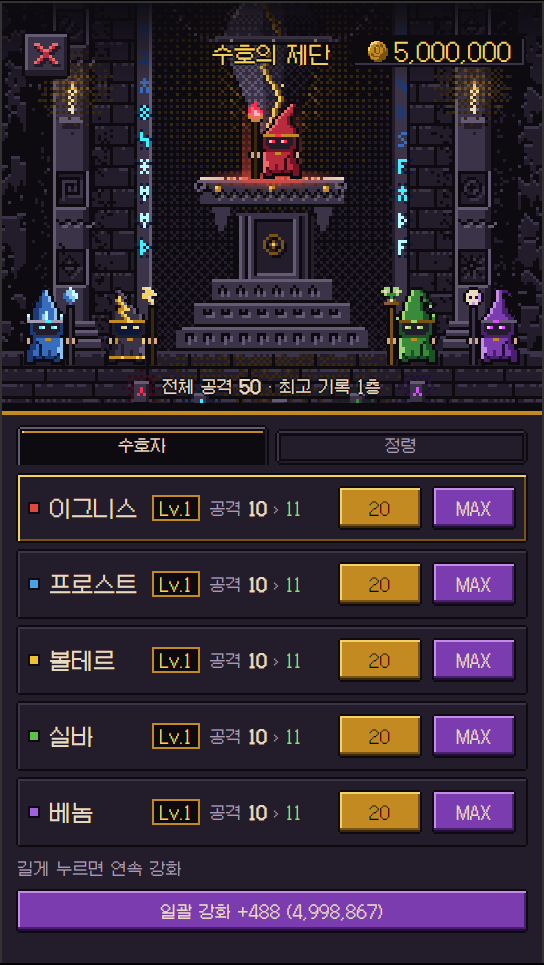 수호의 제단
5,000,000
전체 공격 50 · 최고 기록 1층
수호자
정령
이그니스 Lv.1 공격 10 › 11 20 MAX
프로스트 Lv.1 공격 10 › 11 20 MAX
볼테르 Lv.1 공격 10 › 11 20 MAX
실바 Lv.1 공격 10 › 11 20 MAX
베놈 Lv.1 공격 10 › 11 20 MAX
길게 누르면 연속 강화
일괄 강화 +488 (4,998,867)